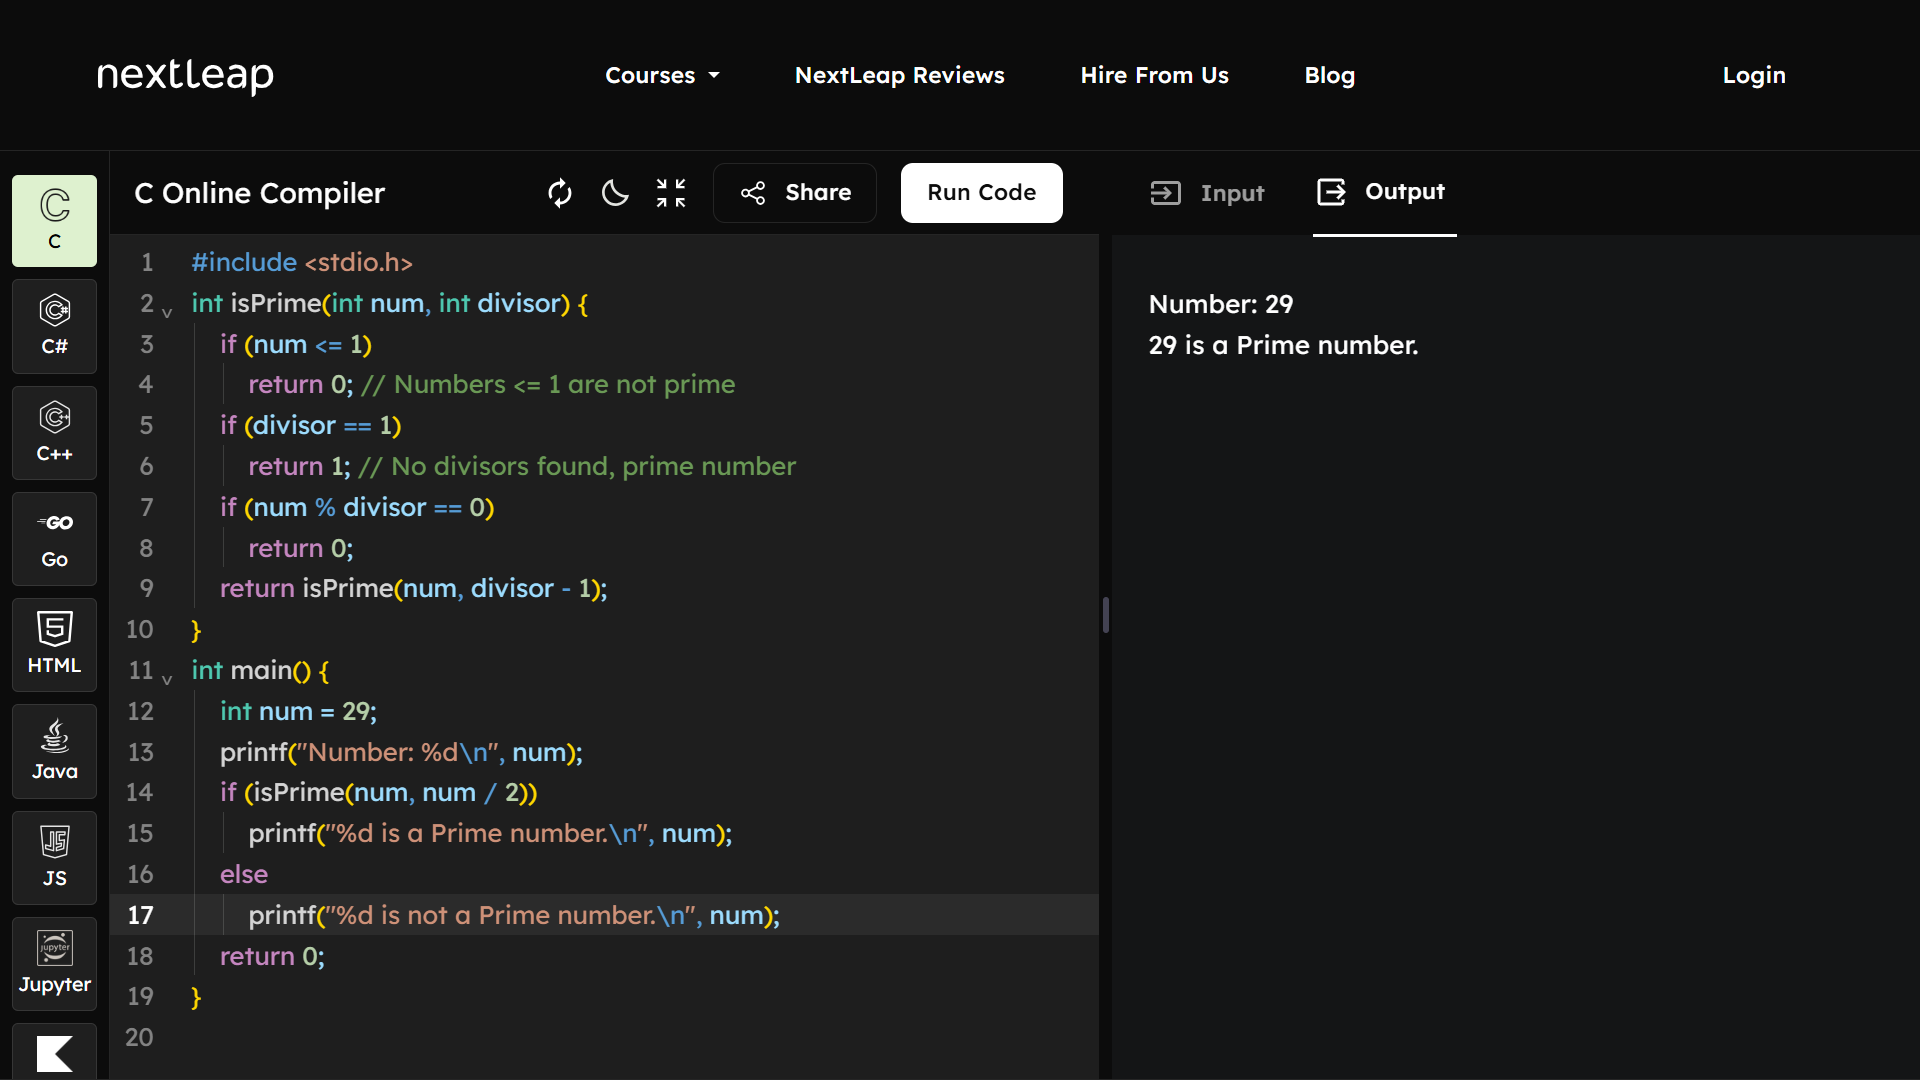 nextleap
Courses
NextLeap Reviews
Hire From Us
Blog
Login
C
C
C#
C++
GO
Go
5
HTML
Java
JS
JS
jupyter
Jupyter
C Online Compiler
Share
Run Code
1 #include <stdio.h>
2 int isPrime(int num, int divisor) {
3 if (num <= 1)
4 return 0; // Numbers <= 1 are not prime
5 if (divisor == 1)
6 return 1; // No divisors found, prime number
7 if (num % divisor == 0)
8 return 0;
9 return isPrime(num, divisor - 1);
10 }
11 int main() {
12 int num = 29;
13 printf("Number: %d\n", num);
14 if (isPrime(num, num / 2))
15 printf("%d is a Prime number.\n", num);
16 else
17 printf("%d is not a Prime number.\n", num);
18 return 0;
19 }
20
Input
Output
Number: 29
29 is a Prime number.